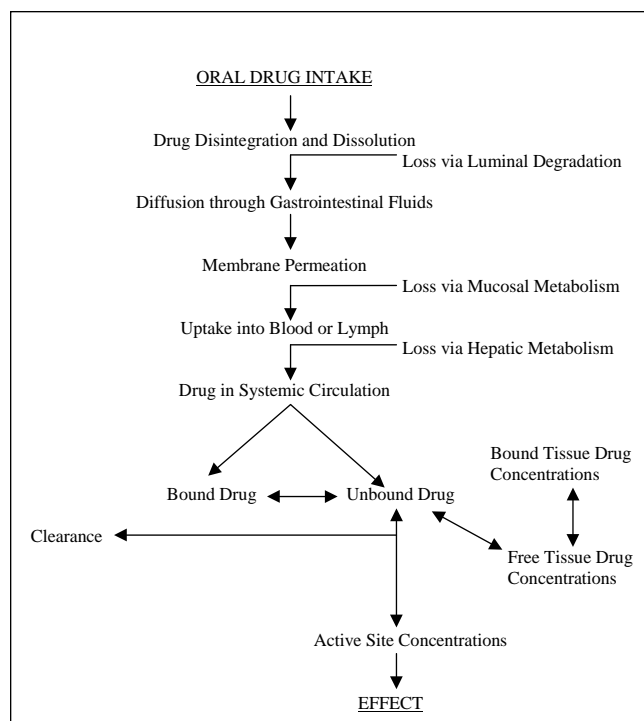 ORAL DRUG INTAKE
Drug Disintegration and Dissolution
Loss via Luminal Degradation
Diffusion through Gastrointestinal Fluids
Membrane Permeation
Loss via Mucosal Metabolism
Uptake into Blood or Lymph
Loss via Hepatic Metabolism
Drug in Systemic Circulation
Bound Tissue Drug
Concentrations
Bound Drug
Unbound Drug
Clearance
Free Tissue Drug
Concentrations
Active Site Concentrations
EFFECT